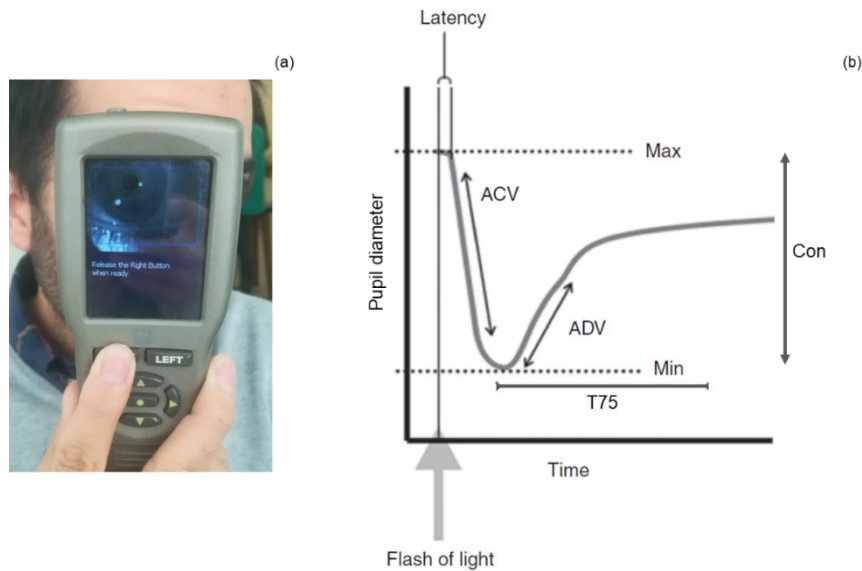 (a)
Release the Right Button
when ready
LEFT
Latency
(b)
Max
ACV
Con
Pupil diameter
ADV
Min
T75
Time
Flash of light